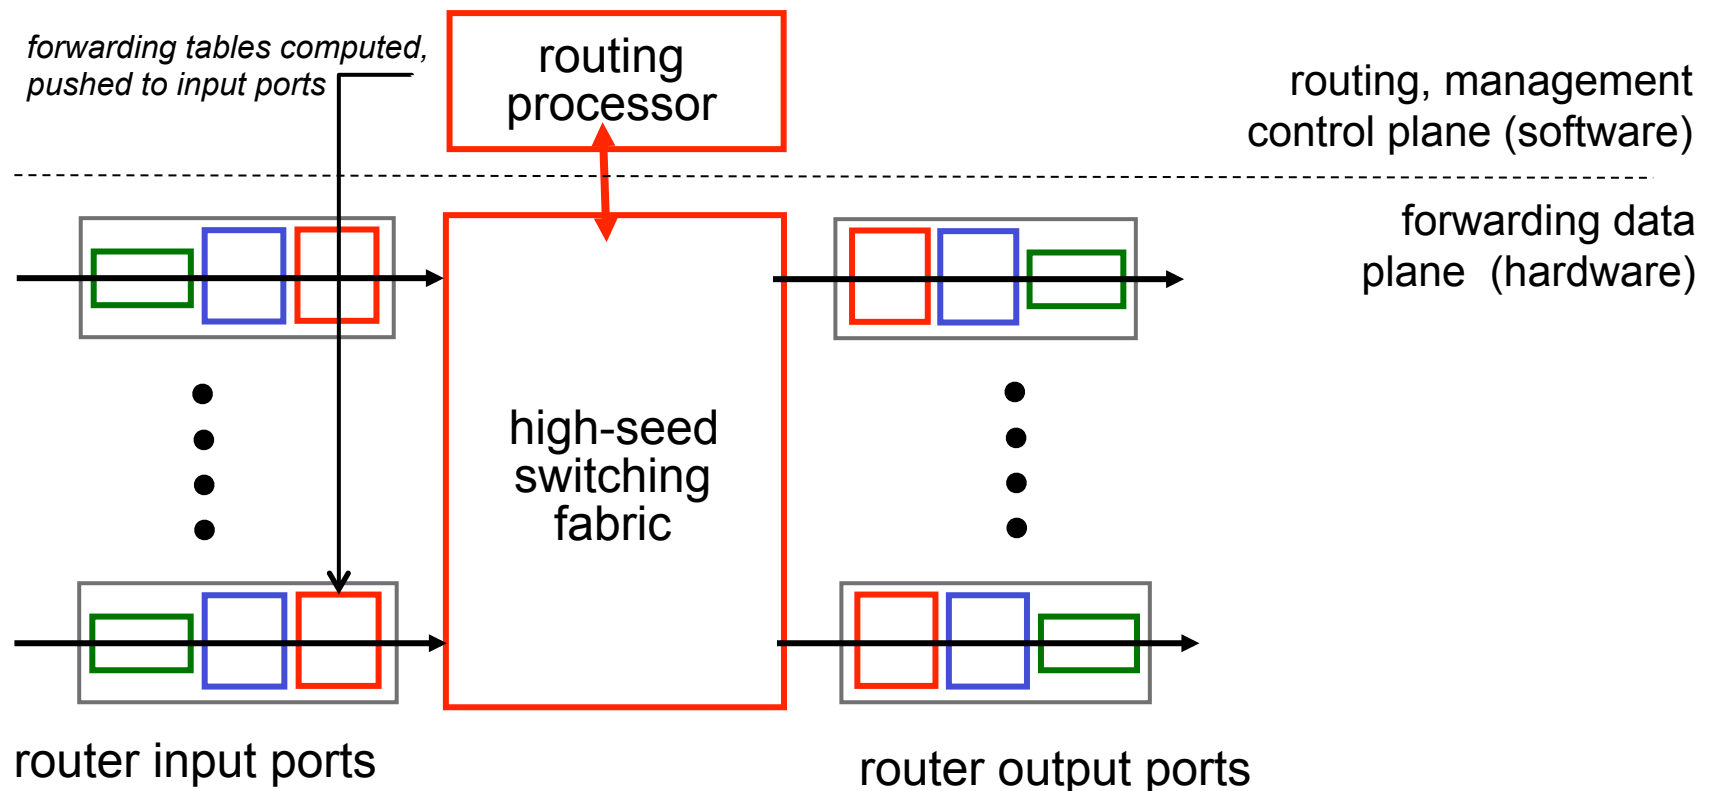 forwarding tables computed,
pushed to input ports
routing
processor
routing, management
control plane (software)
forwarding data
plane (hardware)
high-seed
switching
fabric
router input ports
router output ports